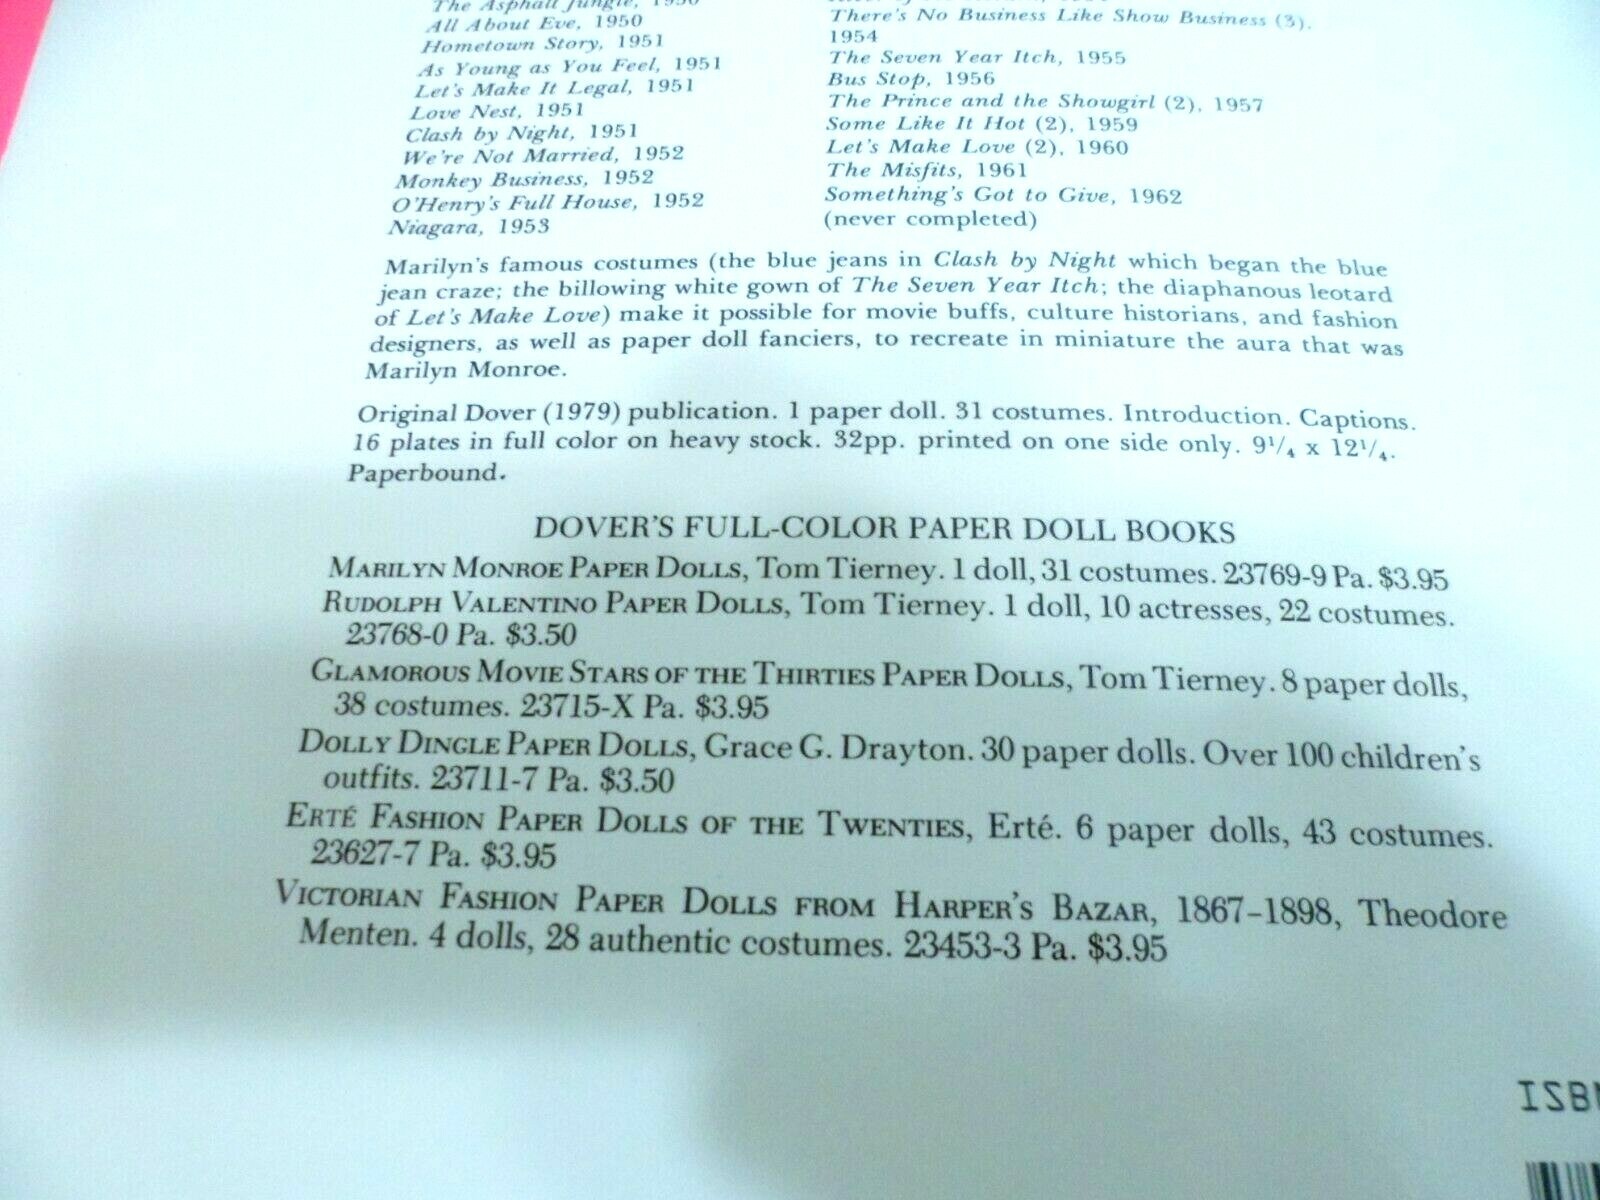 The Asphalt Jungle, 1950
All About Eve, 1950
Hometown Story, 1951
As Young as You Feel, 1951
Let's Make It Legal, 1951
Love Nest, 1951
Clash by Night, 1951
We're Not Married, 1952
Monkey Business, 1952
O'Henry's Full House, 1952
Niagara, 1953
There's No Business Like Show Business (3),
1954
The Seven Year Itch, 1955
Bus Stop, 1956
The Prince and the Showgirl (2), 1957
Some Like It Hot (2), 1959
Let's Make Love (2), 1960
The Misfits, 1961
Something's Got to Give, 1962
(never completed)
Marilyn's famous costumes (the blue jeans in Clash by Night which began the blue
jean craze; the billowing white gown of The Seven Year Itch; the diaphanous leotard
of Let's Make Love) make it possible for movie buffs, culture historians, and fashion
designers, as well as paper doll fanciers, to recreate in miniature the aura that was
Marilyn Monroe.
Original Dover (1979) publication. 1 paper doll. 31 costumes. Introduction. Captions.
16 plates in full color on heavy stock. 32pp. printed on one side only. 9¹/₄ x 12¹/₄.
Paperbound.
DOVER'S FULL-COLOR PAPER DOLL BOOKS
MARILYN MONROE PAPER DOLLS, Tom Tierney. 1 doll, 31 costumes. 23769-9 Pa. $3.95
RUDOLPH VALENTINO PAPER DOLLS, Tom Tierney. 1 doll, 10 actresses, 22 costumes.
23768-0 Pa. $3.50
GLAMOROUS MOVIE STARS OF THE THIRTIES PAPER DOLLS, Tom Tierney. 8 paper dolls,
38 costumes. 23715-X Pa. $3.95
DOLLY DINGLE PAPER DOLLS, Grace G. Drayton. 30 paper dolls. Over 100 children's
outfits. 23711-7 Pa. $3.50
ERTÉ FASHION PAPER DOLLS OF THE TWENTIES, Erté. 6 paper dolls, 43 costumes.
23627-7 Pa. $3.95
VICTORIAN FASHION PAPER DOLLS FROM HARPER'S BAZAR, 1867–1898, Theodore
Menten. 4 dolls, 28 authentic costumes. 23453-3 Pa. $3.95
ISBN